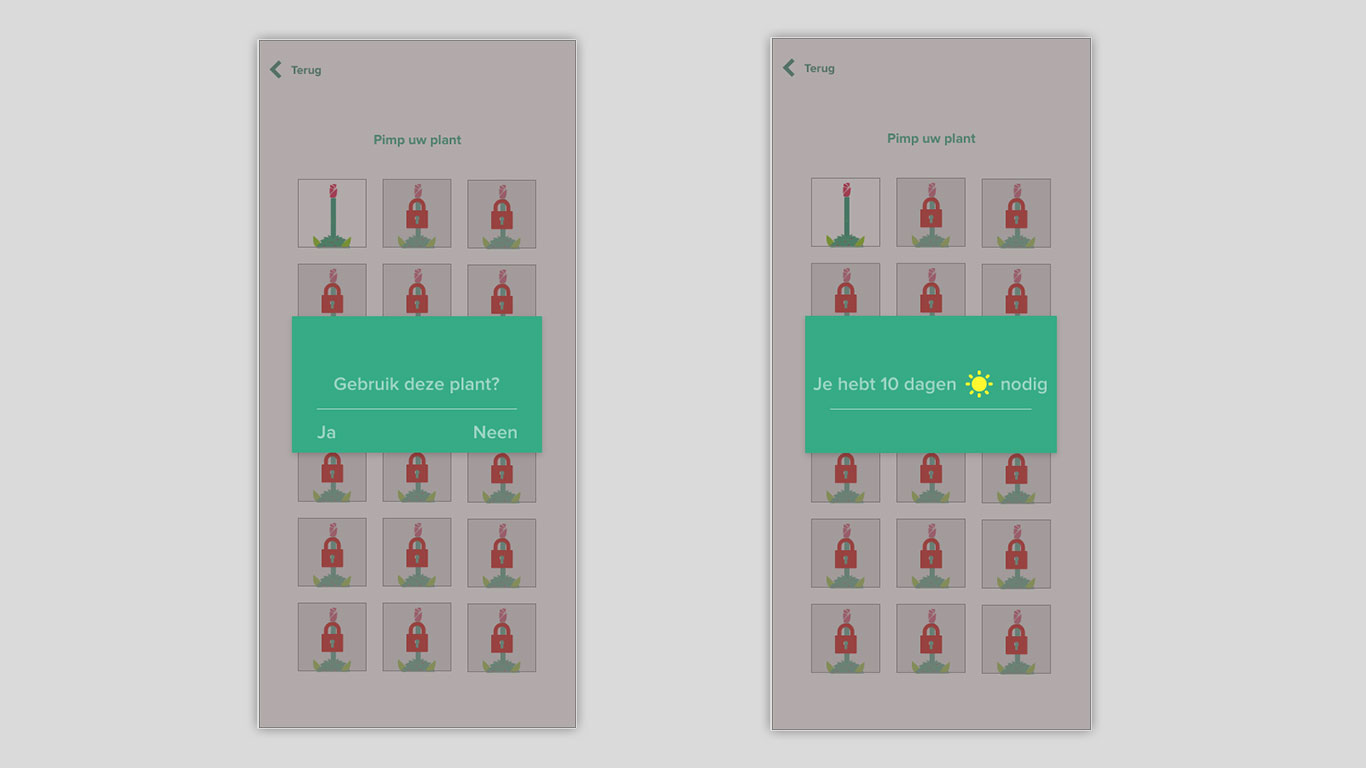 Terug
Pimp uw plant
Gebruik deze plant?
Ja Neen
Terug
Pimp uw plant
Je hebt 10 dagen nodig